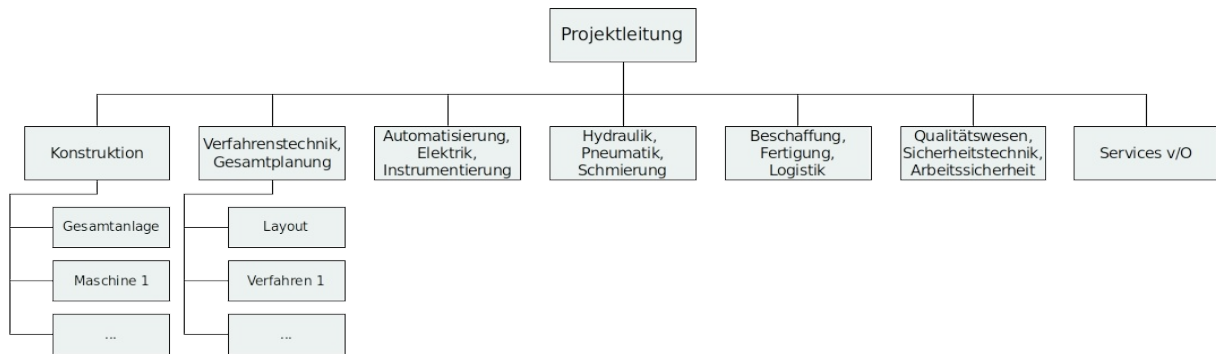 Projektleitung
Konstruktion
Verfahrenstechnik,
Gesamtplanung
Automatisierung,
Elektrik,
Instrumentierung
Hydraulik,
Pneumatik,
Schmierung
Beschaffung,
Fertigung,
Logistik
Qualitätswesen,
Sicherheitstechnik,
Arbeitssicherheit
Services v/O
Gesamtanlage
Maschine 1
...
Layout
Verfahren 1
...